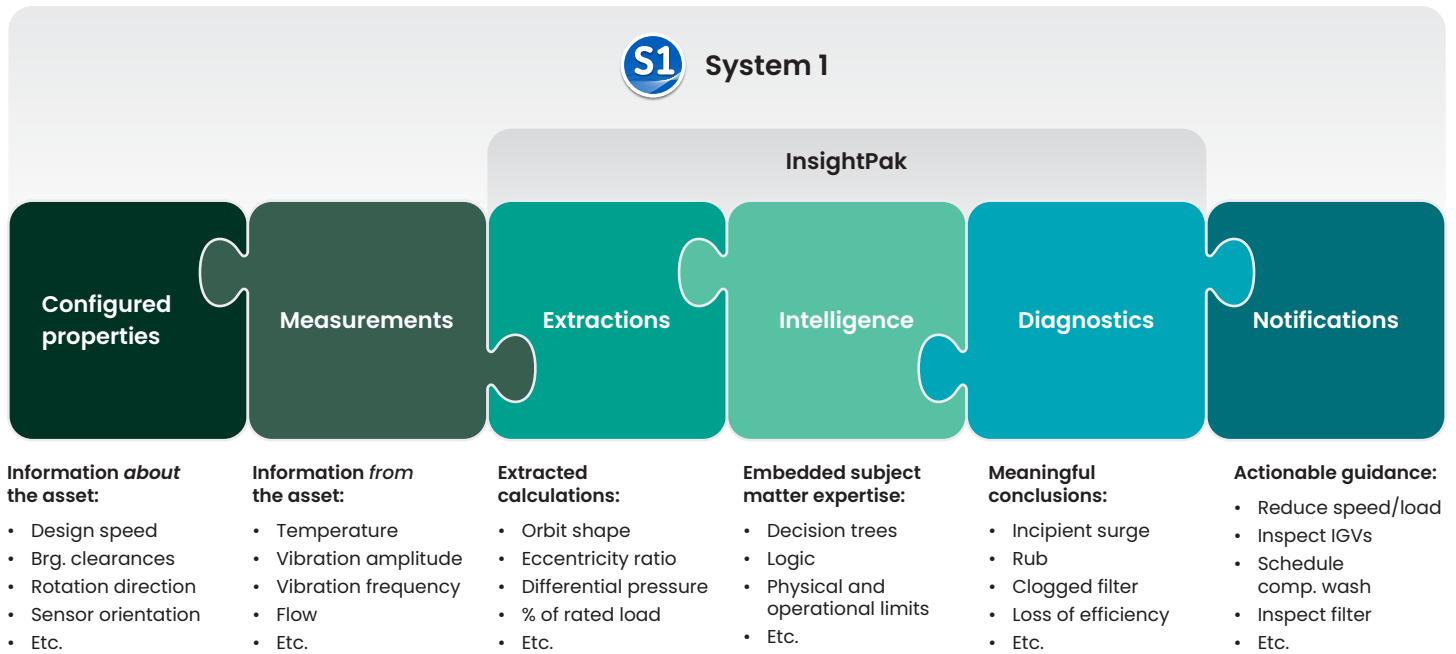 S1 System 1
InsightPak
Configured
properties
Measurements
Extractions
Intelligence
Diagnostics
Notifications
Information about
the asset:
• Design speed
• Brg. clearances
• Rotation direction
• Sensor orientation
• Etc.
Information from
the asset:
• Temperature
• Vibration amplitude
• Vibration frequency
• Flow
• Etc.
Extracted
calculations:
• Orbit shape
• Eccentricity ratio
• Differential pressure
• % of rated load
• Etc.
Embedded subject
matter expertise:
• Decision trees
• Logic
• Physical and
operational limits
• Etc.
Meaningful
conclusions:
• Incipient surge
• Rub
• Clogged filter
• Loss of efficiency
• Etc.
Actionable guidance:
• Reduce speed/load
• Inspect IGVs
• Schedule
comp. wash
• Inspect filter
• Etc.